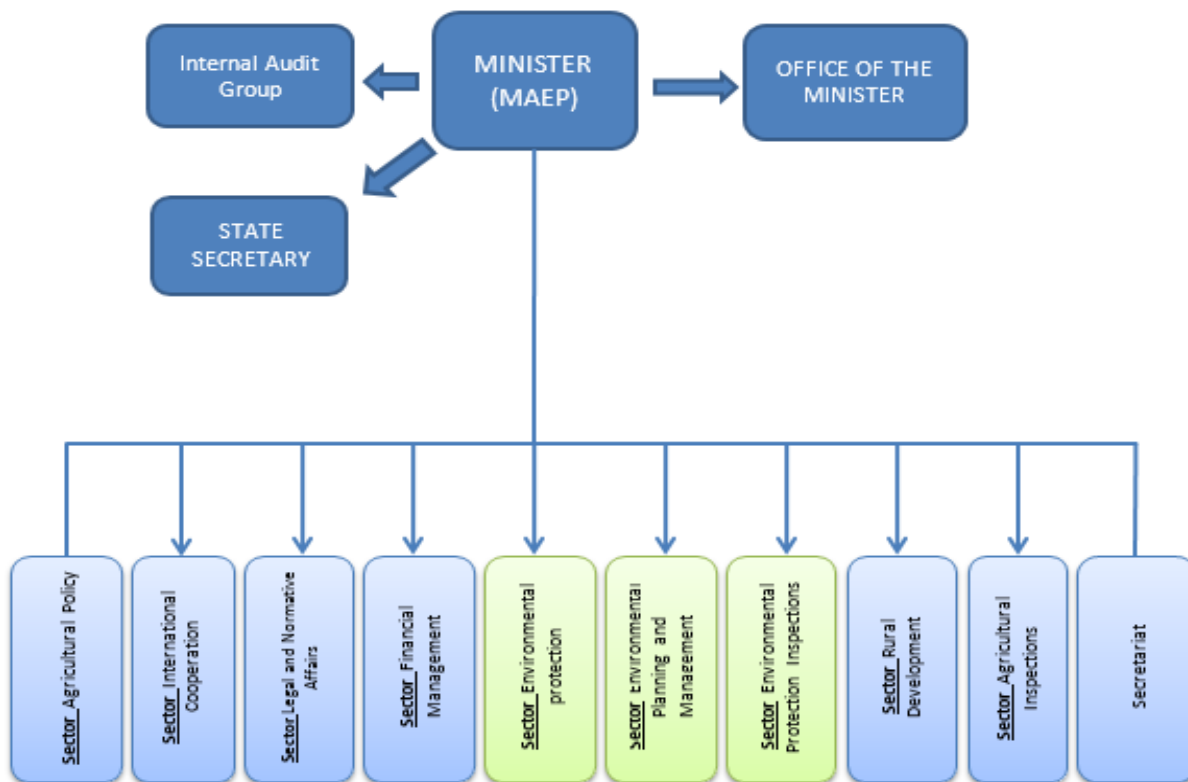 Internal Audit
Group
MINISTER
(MAEP)
OFFICE OF THE
MINISTER
STATE
SECRETARY
Sector Agricultural Policy
Sector International
Cooperation
Sector Legal and Normative
Affairs
Sector Financial
Management
Sector Environmental
protection
Sector Environmental
Planning and
Management
Sector Environmental
Protection Inspections
Sector Rural
Development
Sector Agricultural
Inspections
Secretariat